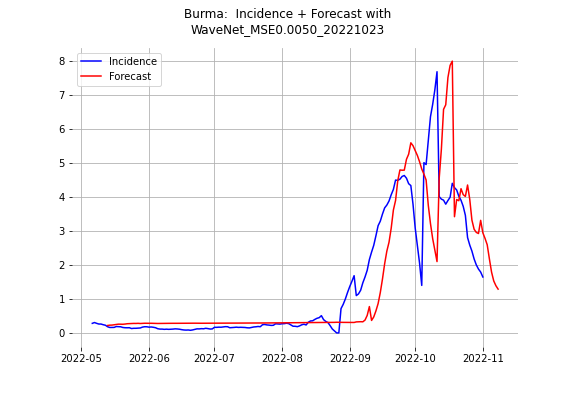 Burma:  Incidence + Forecast with
WaveNet_MSE0.0050_20221023
Incidence
Forecast
8
7
6
5
4
3
2
1
0
2022-05 2022-06 2022-07 2022-08 2022-09 2022-10 2022-11